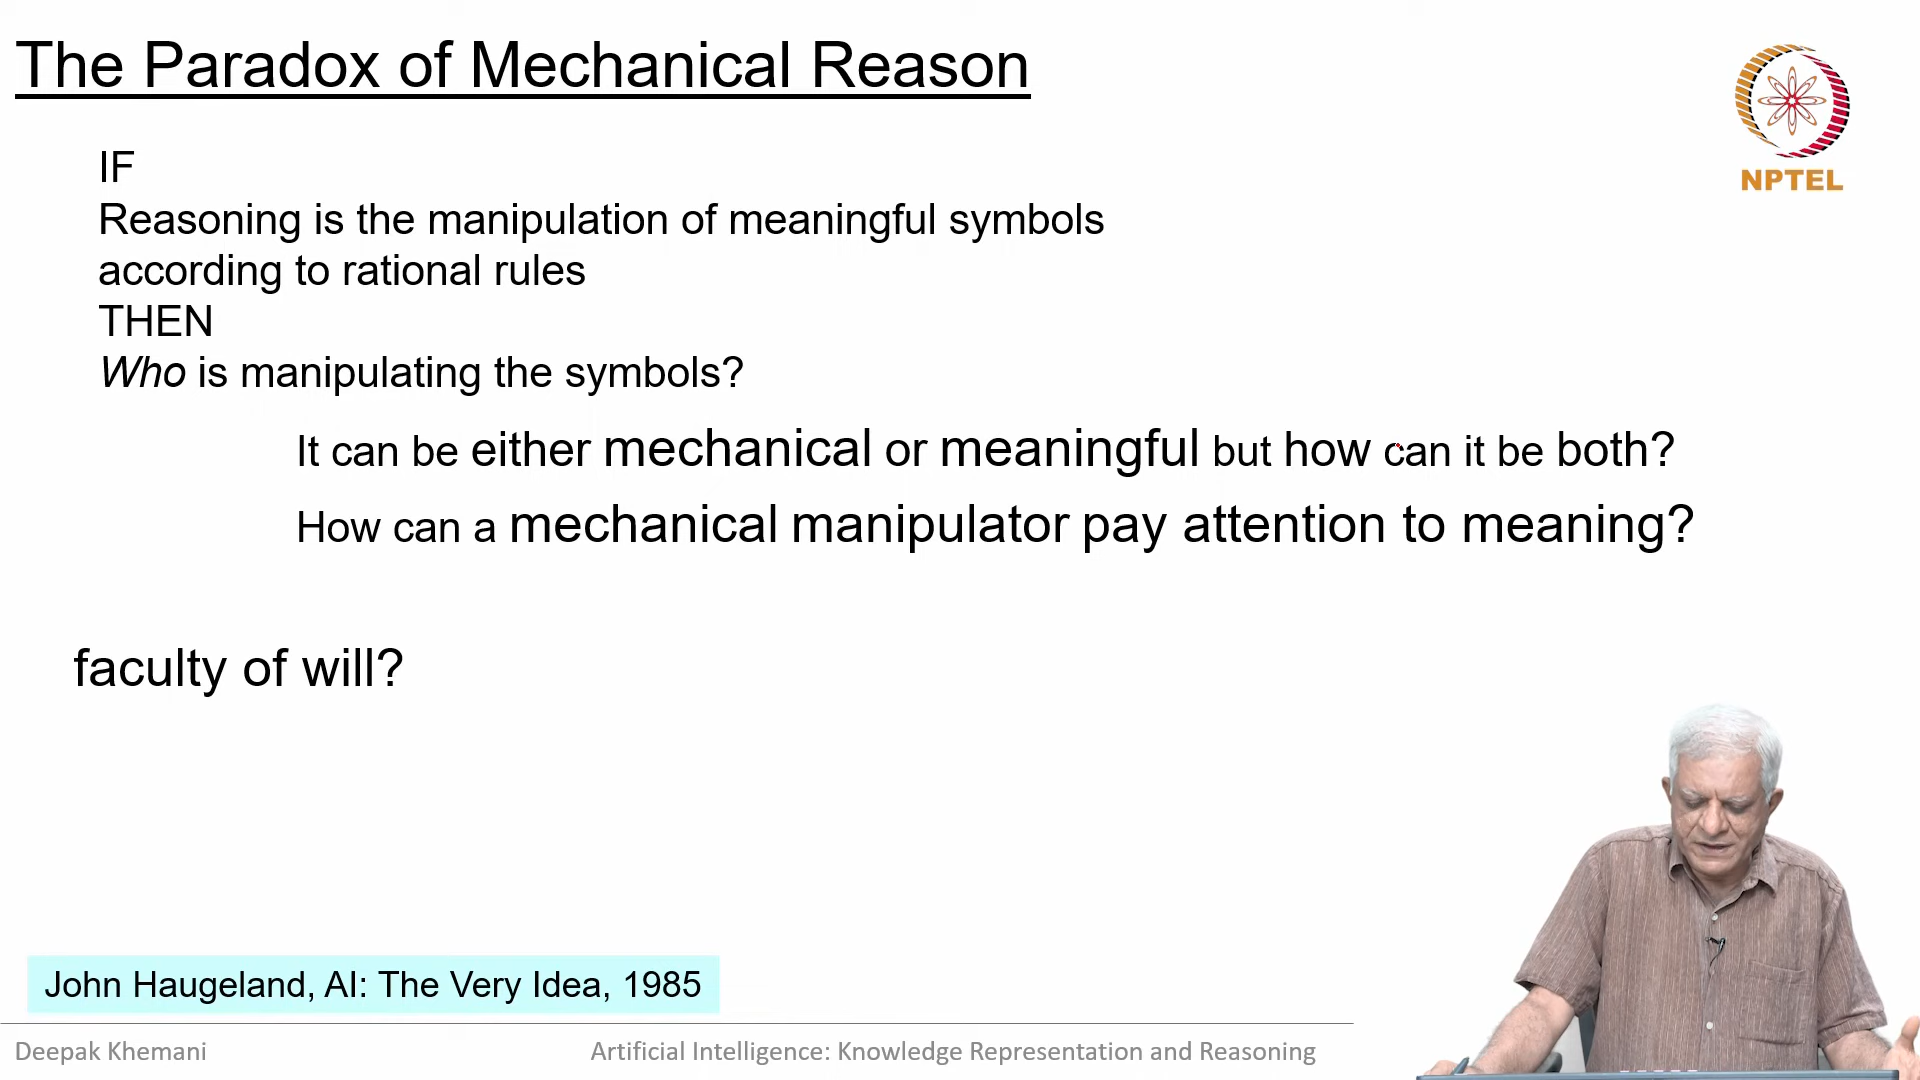 The Paradox of Mechanical Reason
NPTEL
IF
Reasoning is the manipulation of meaningful symbols
according to rational rules
THEN
Who is manipulating the symbols?
It can be either mechanical or meaningful but how can it be both?
How can a mechanical manipulator pay attention to meaning?
faculty of will?
John Haugeland, AI: The Very Idea, 1985
Deepak Khemani
Artificial Intelligence: Knowledge Representation and Reasoning